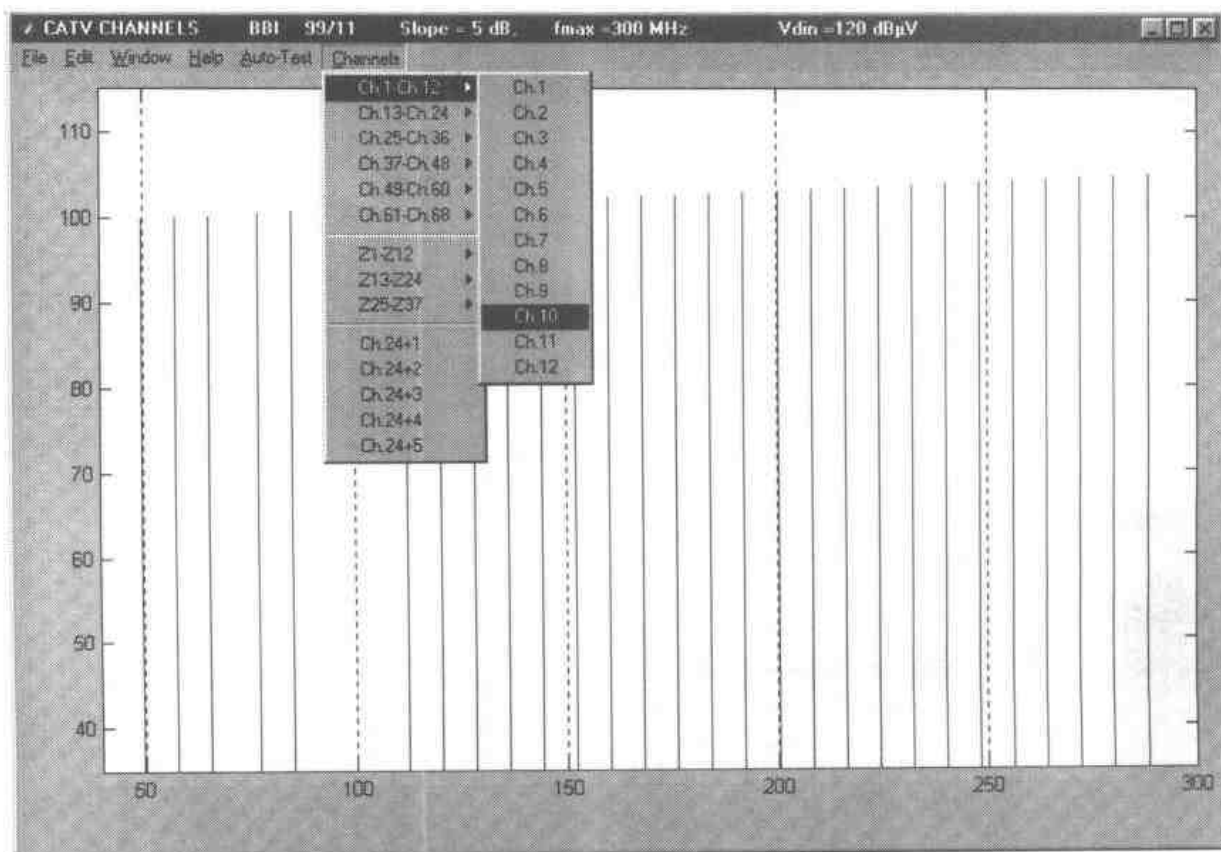 CATV CHANNELS BBI 99/11 Slope = 5 dB, fmax =300 MHz Vdin =120 dBµV
File Edit Window Help Auto-Test Channels
Ch.1-Ch.12
Ch.13-Ch.24
Ch.25-Ch.36
Ch.37-Ch.48
Ch.49-Ch.60
Ch.61-Ch.68
Z1-Z12
Z13-Z24
Z25-Z37
Ch.24+1
Ch.24+2
Ch.24+3
Ch.24+4
Ch.24+5
Ch.1
Ch.2
Ch.3
Ch.4
Ch.5
Ch.6
Ch.7
Ch.8
Ch.9
Ch.10
Ch.11
Ch.12
110
100
90
80
70
60
50
40
50 100 150 200 250 300